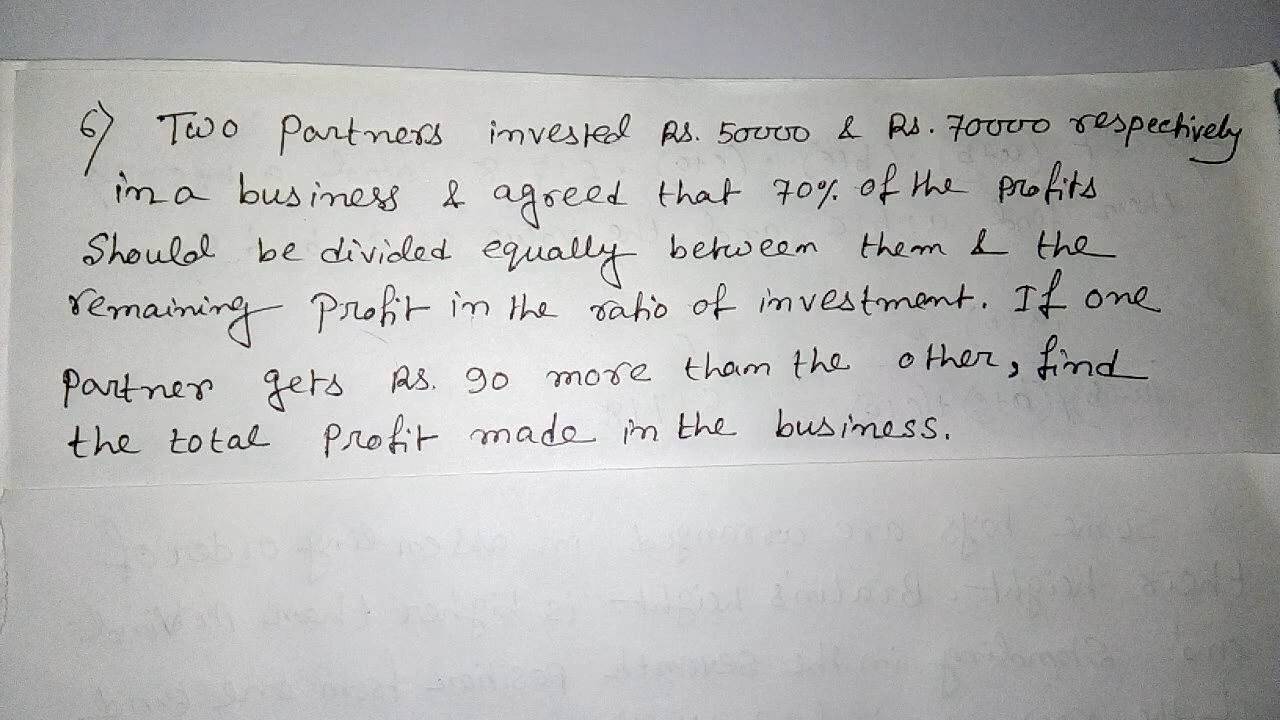 6) Two Partners invested Rs. 50000 & Rs. 70000 respectively
in a business & agreed that 70% of the profits
Should be divided equally between them & the
remaining Profit in the ratio of investment. If one
Partner gets Rs. 90 more than the other, find
the total Profit made in the business.